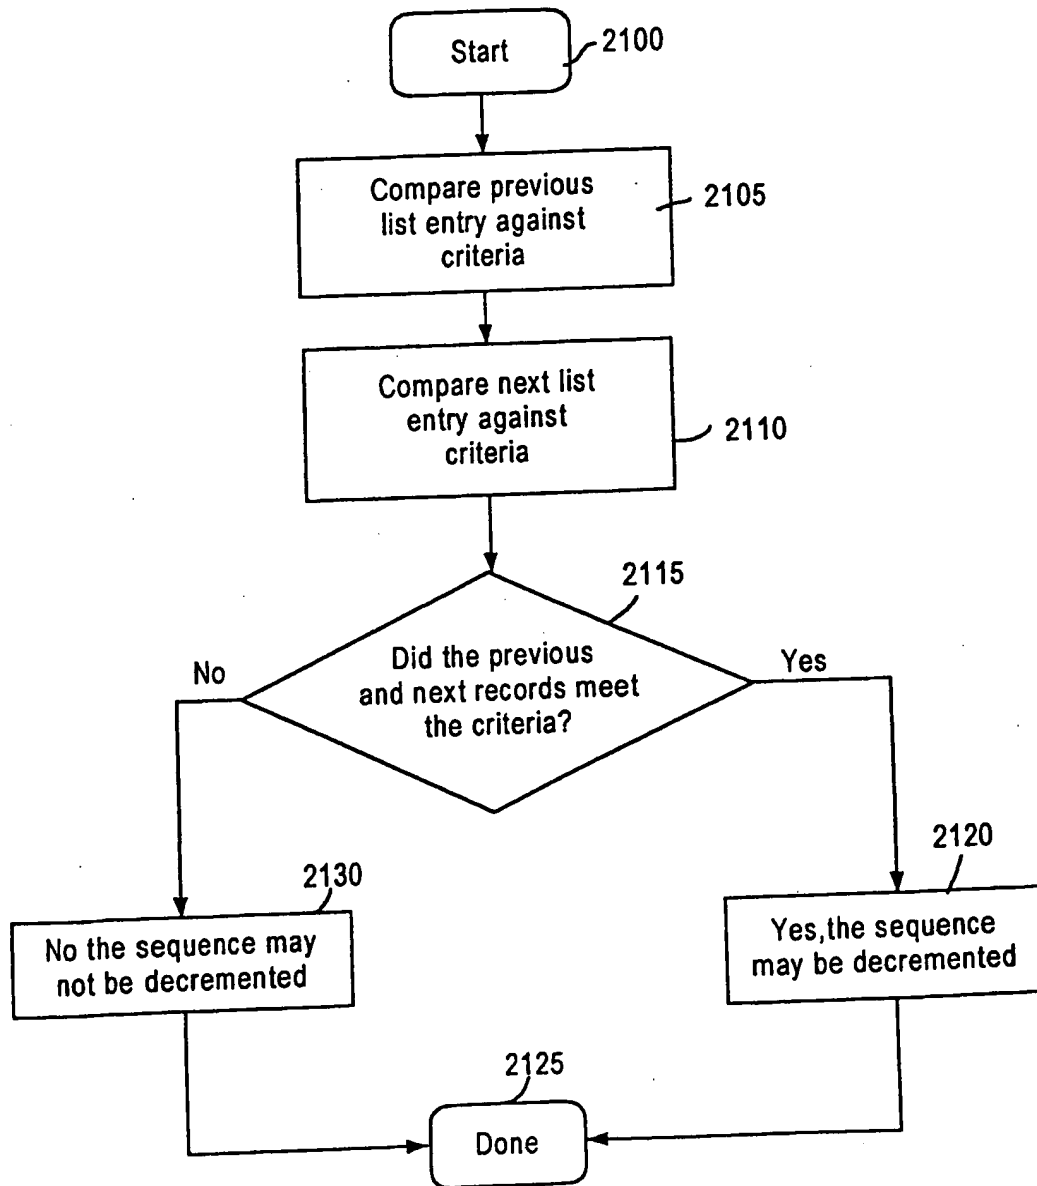 Start
2100
Compare previous
list entry against
criteria
2105
Compare next list
entry against
criteria
2110
2115
Did the previous
and next records meet
the criteria?
No
Yes
2130
No the sequence may
not be decremented
2120
Yes,the sequence
may be decremented
2125
Done